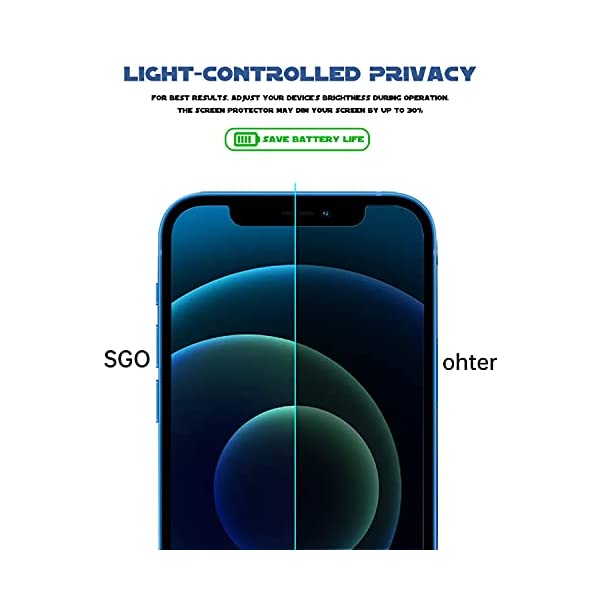 LIGHT-CONTROLLED PRIVACY
FOR BEST RESULTS, ADJUST YOUR DEVICE'S BRIGHTNESS DURING OPERATION.
THE SCREEN PROTECTOR MAY DIM YOUR SCREEN BY UP TO 30%
SAVE BATTERY LIFE
SGO
ohter